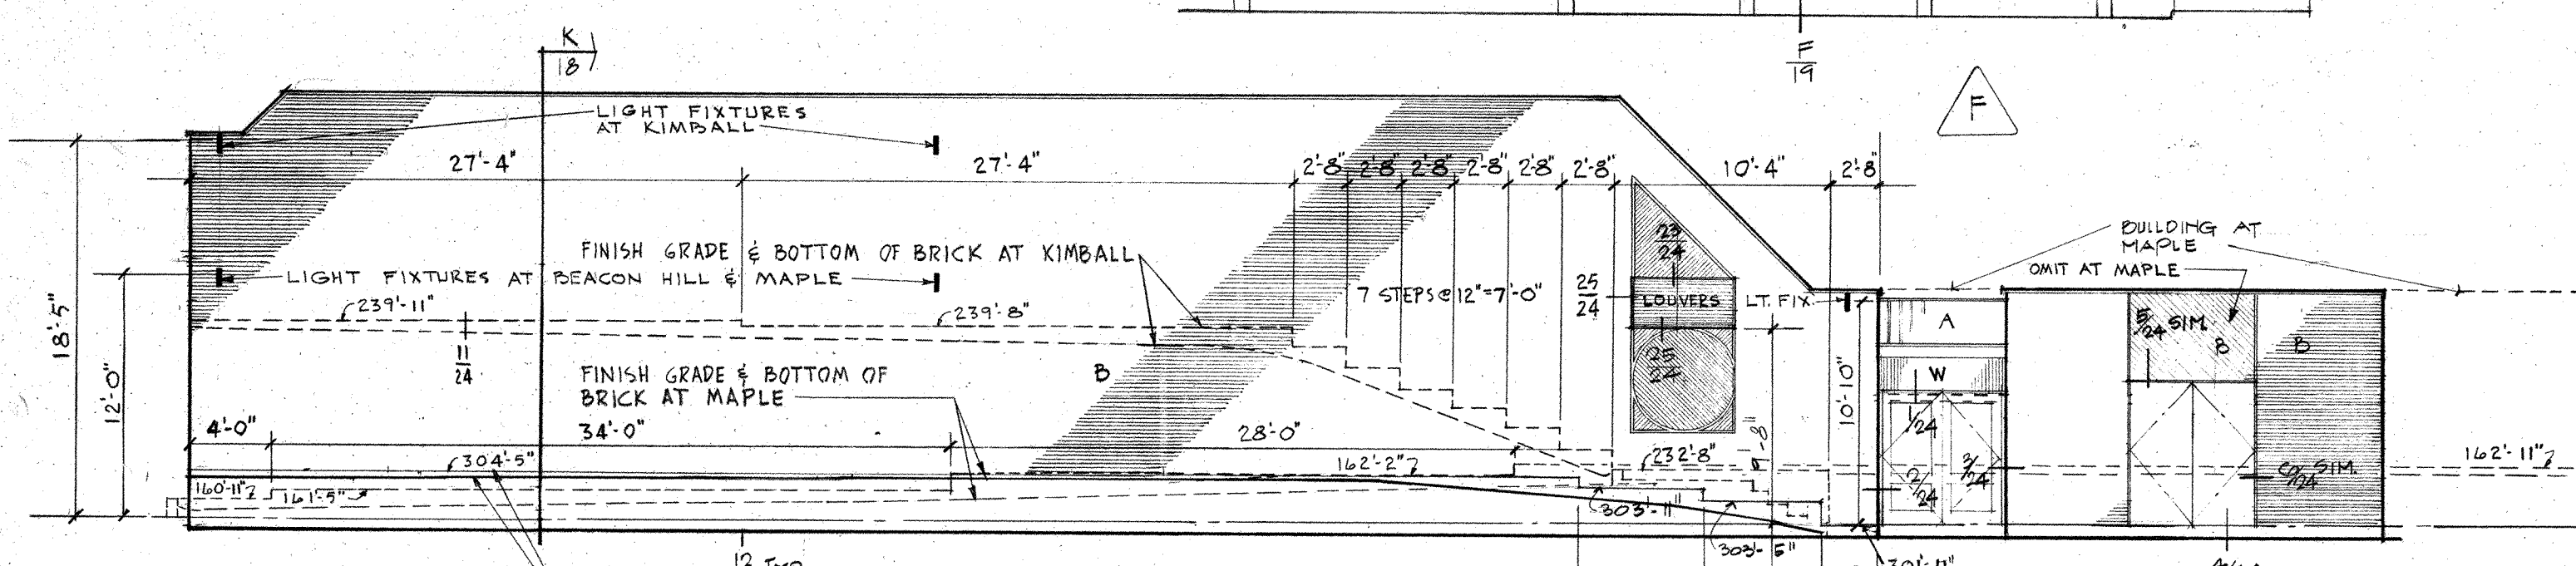 K
18
F
19
F
LIGHT FIXTURES
AT KIMBALL
27'-4"
27'-4"
2'-8"
2'-8"
2'-8"
2'-8"
2'-8"
2'-8"
10'-4"
2'-8"
18'-5"
12'-0"
FINISH GRADE & BOTTOM OF BRICK AT KIMBALL
LIGHT FIXTURES AT BEACON HILL & MAPLE
239'-11"
239'-8"
11
24
7 STEPS @ 12"=7'-0"
23
24
25
24
LOUVERS
LT. FIX
25
24
BUILDING AT
MAPLE
OMIT AT MAPLE
A
W
5/24 SIM.
B
B
B
FINISH GRADE & BOTTOM OF
BRICK AT MAPLE
4'-0"
34'-0"
28'-0"
10'-10"
1/24
2/24
3/24
304'-5"
162'-2"
232'-8"
162'-11"
160'-11"
161'-5"
303'-11"
303'-5"
301'-11"